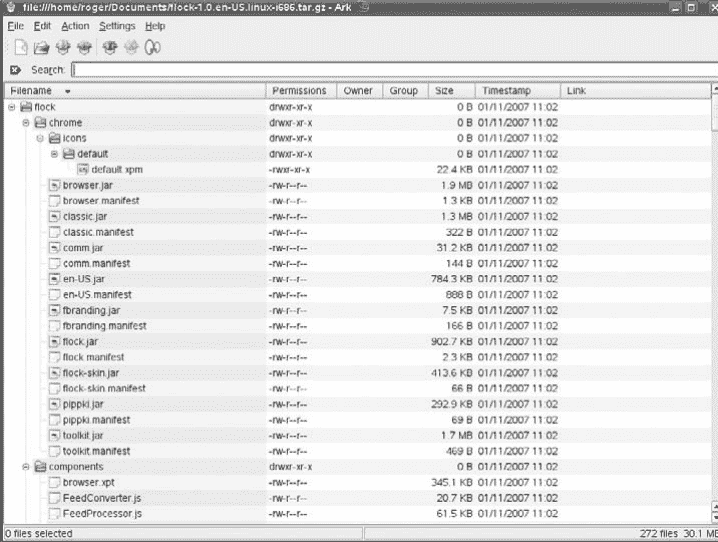 file:///home/roger/Documents/flock-1.0.en-US.linux-i686.tar.gz - Ark
File Edit Action Settings Help
Search:
Filename Permissions Owner Group Size Timestamp Link
flock drwxr-xr-x 0 B 01/11/2007 11:02
chrome drwxr-xr-x 0 B 01/11/2007 11:02
icons drwxr-xr-x 0 B 01/11/2007 11:02
default drwxr-xr-x 0 B 01/11/2007 11:02
default.xpm -rwxr-xr-x 22.4 KB 01/11/2007 11:02
browser.jar -rw-r--r-- 1.9 MB 01/11/2007 11:02
browser.manifest -rw-r--r-- 1.3 KB 01/11/2007 11:02
classic.jar -rw-r--r-- 1.3 MB 01/11/2007 11:02
classic.manifest -rw-r--r-- 322 B 01/11/2007 11:02
comm.jar -rw-r--r-- 31.2 KB 01/11/2007 11:02
comm.manifest -rw-r--r-- 144 B 01/11/2007 11:02
en-US.jar -rw-r--r-- 784.3 KB 01/11/2007 11:02
en-US.manifest -rw-r--r-- 888 B 01/11/2007 11:02
fbranding.jar -rw-r--r-- 7.5 KB 01/11/2007 11:02
fbranding.manifest -rw-r--r-- 166 B 01/11/2007 11:02
flock.jar -rw-r--r-- 902.7 KB 01/11/2007 11:02
flock.manifest -rw-r--r-- 2.3 KB 01/11/2007 11:02
flock-skin.jar -rw-r--r-- 413.6 KB 01/11/2007 11:02
flock-skin.manifest -rw-r--r-- 66 B 01/11/2007 11:02
pippki.jar -rw-r--r-- 292.9 KB 01/11/2007 11:02
pippki.manifest -rw-r--r-- 69 B 01/11/2007 11:02
toolkit.jar -rw-r--r-- 1.7 MB 01/11/2007 11:02
toolkit.manifest -rw-r--r-- 469 B 01/11/2007 11:02
components drwxr-xr-x 0 B 01/11/2007 11:02
browser.xpt -rw-r--r-- 345.1 KB 01/11/2007 11:02
FeedConverter.js -rw-r--r-- 20.7 KB 01/11/2007 11:02
FeedProcessor.js -rw-r--r-- 61.5 KB 01/11/2007 11:02
0 files selected 272 files 30.1 MB